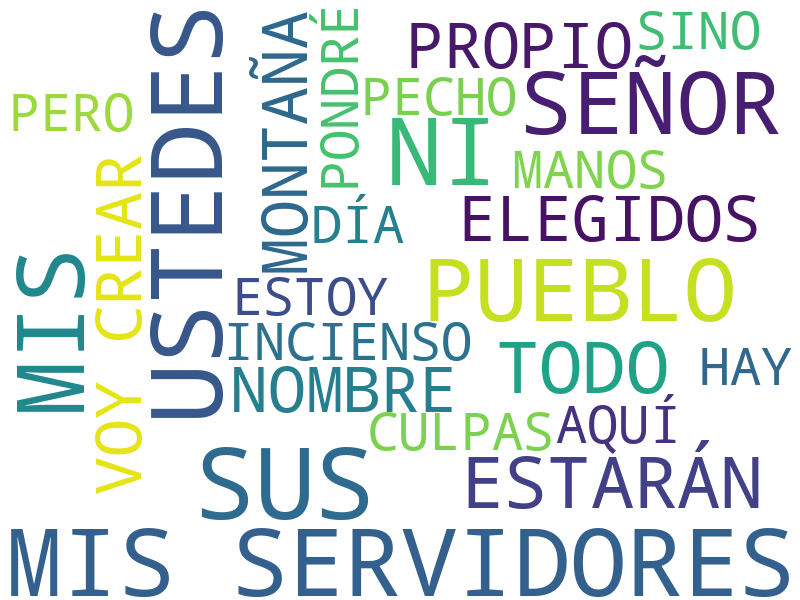 PROPIO
SINO
PERO
PECHO
SEÑOR
NI
MANOS
USTEDES
MONTAÑA
PONDRÉ
DÍA
ELEGIDOS
VOY CREAR
MIS
ESTOY
PUEBLO
INCIENSO
NOMBRE
TODO
HAY
CULPAS
AQUÍ
SUS
ESTARÁN
MIS SERVIDORES